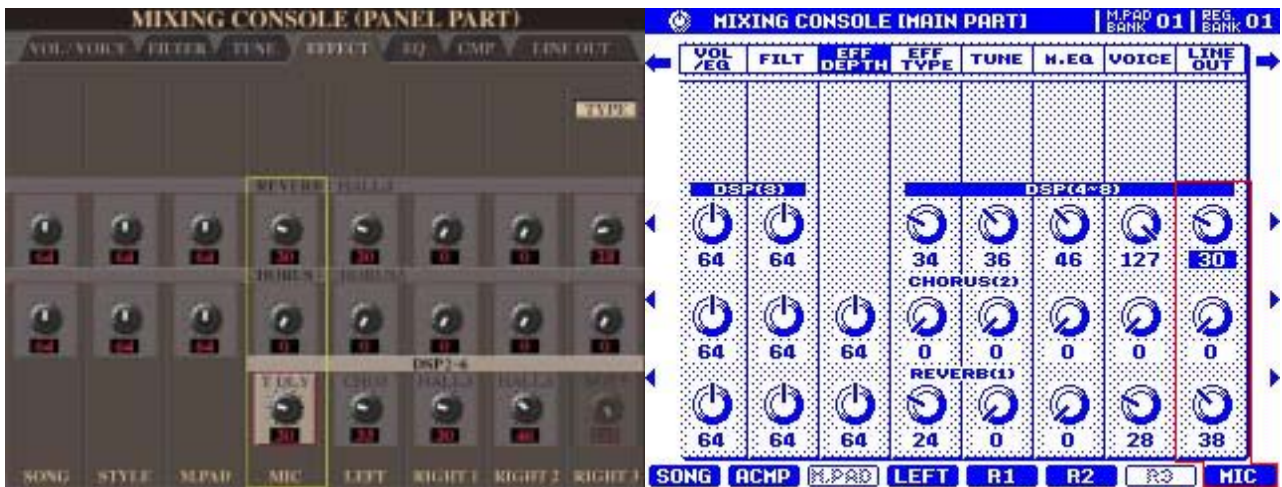 MIXING CONSOLE (PANEL PART)
VOL/VOICE FILTER TUNE EFFECT EQ CMP LINE OUT
TYPE
REVERB HALL3
64 64 64 30 30 0 0
CHORUS
64 64 64 0 0 0 0 0
DSP2-6
T DLY HALL3 HALL3
30 30
SONG STYLE M.PAD MIC LEFT RIGHT 1 RIGHT 2 RIGHT 3
MIXING CONSOLE [MAIN PART] M.PAD BANK 01 REG. BANK 01
VOL/EQ FILT EFF DEPTH EFF TYPE TUNE M.EQ VOICE LINE OUT
DSP(3) DSP(4~8)
64 64 34 36 46 127 30
CHORUS(2)
64 64 64 0 0 0 0 0
REVERB(1)
64 64 64 24 0 0 28 38
SONG ACMP M.PAD LEFT R1 R2 R3 MIC